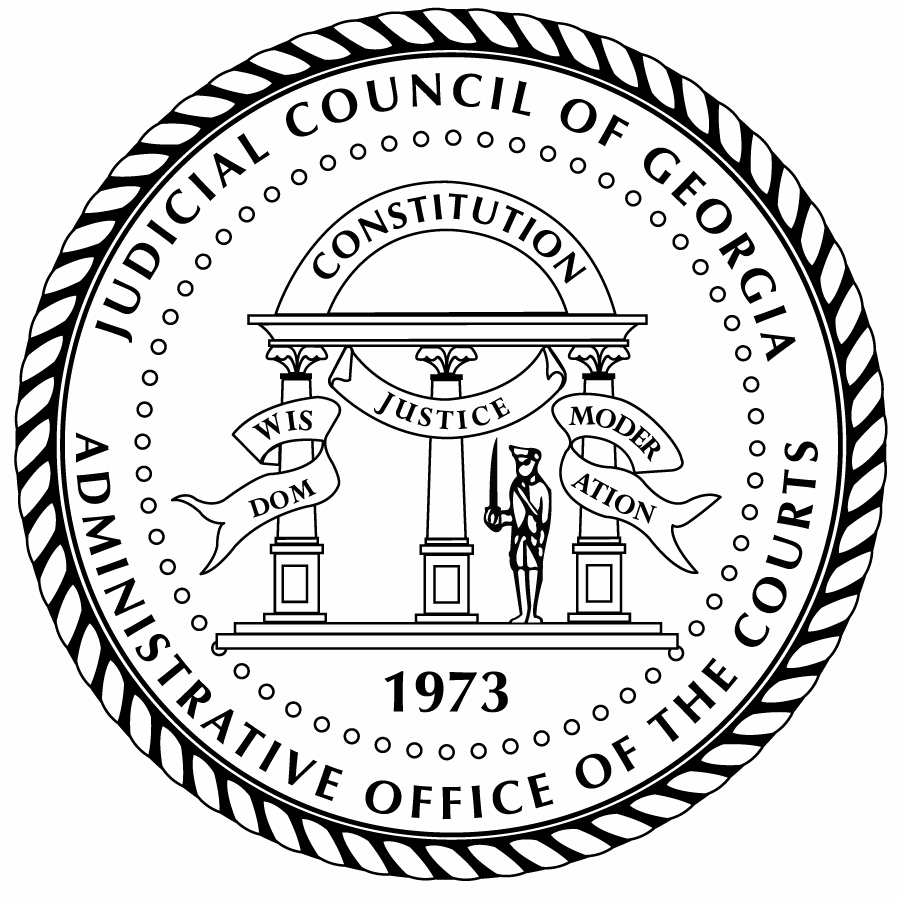 JUDICIAL COUNCIL OF GEORGIA
CONSTITUTION
WIS
DOM
JUSTICE
MODER
ATION
1973
ADMINISTRATIVE OFFICE OF THE COURTS